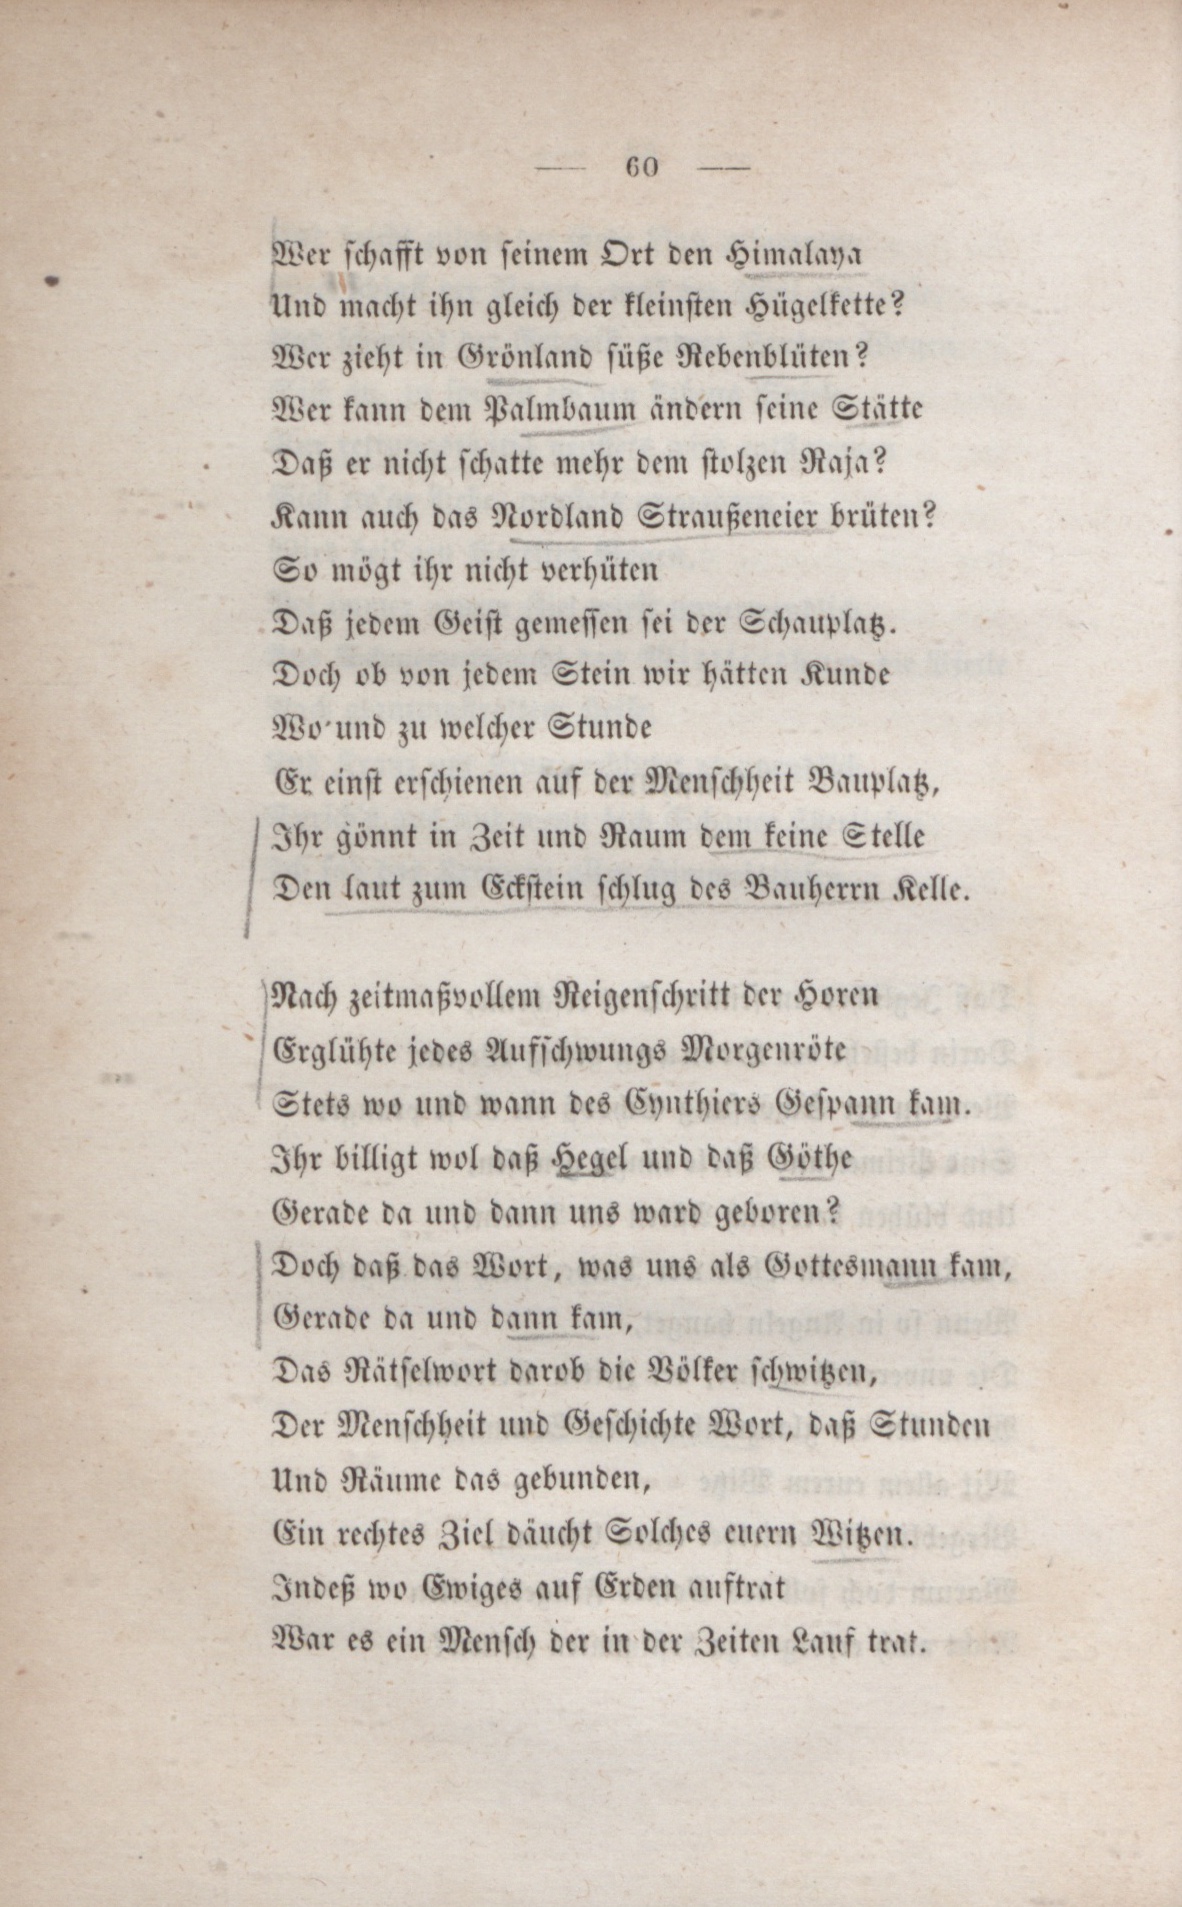 — 60 —
Wer schafft von seinem Ort den Himalaya
Und macht ihn gleich der kleinsten Hügelkette?
Wer zieht in Grönland süße Rebenblüten?
Wer kann dem Palmbaum ändern seine Stätte
Daß er nicht schatte mehr dem stolzen Raja?
Kann auch das Nordland Straußeneier brüten?
So mögt ihr nicht verhüten
Daß jedem Geist gemessen sei der Schauplatz.
Doch ob von jedem Stein wir hätten Kunde
Wo und zu welcher Stunde
Er einst erschienen auf der Menschheit Bauplatz,
Ihr gönnt in Zeit und Raum dem keine Stelle
Den laut zum Eckstein schlug des Bauherrn Kelle.
Nach zeitmaßvollem Reigenschritt der Horen
Erglühte jedes Aufschwungs Morgenröte
Stets wo und wann des Cynthiers Gespann kam.
Ihr billigt wol daß Hegel und daß Göthe
Gerade da und dann uns ward geboren?
Doch daß das Wort, was uns als Gottesmann kam,
Gerade da und dann kam,
Das Rätselwort darob die Völker schwitzen,
Der Menschheit und Geschichte Wort, daß Stunden
Und Räume das gebunden,
Ein rechtes Ziel däucht Solches euern Witzen.
Indeß wo Ewiges auf Erden auftrat
War es ein Mensch der in der Zeiten Lauf trat.